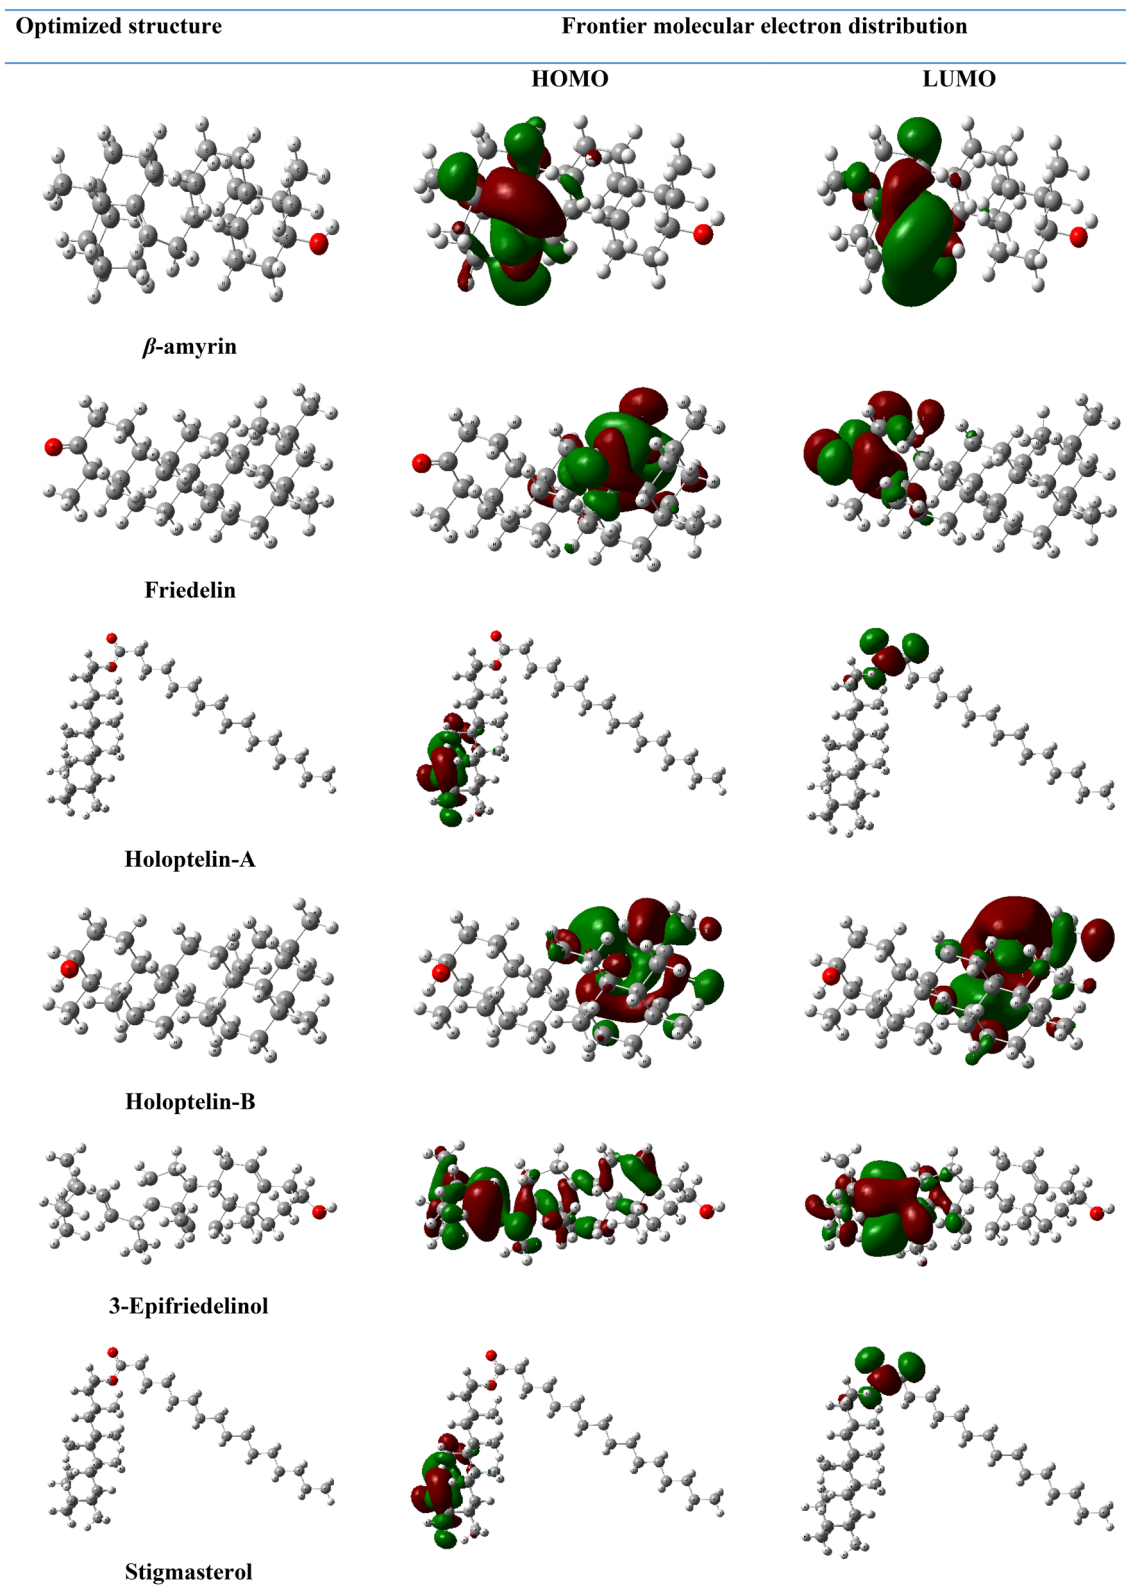 Optimized structure Frontier molecular electron distribution
HOMO LUMO
β-amyrin
Friedelin
Holoptelin-A
Holoptelin-B
3-Epifriedelinol
Stigmasterol